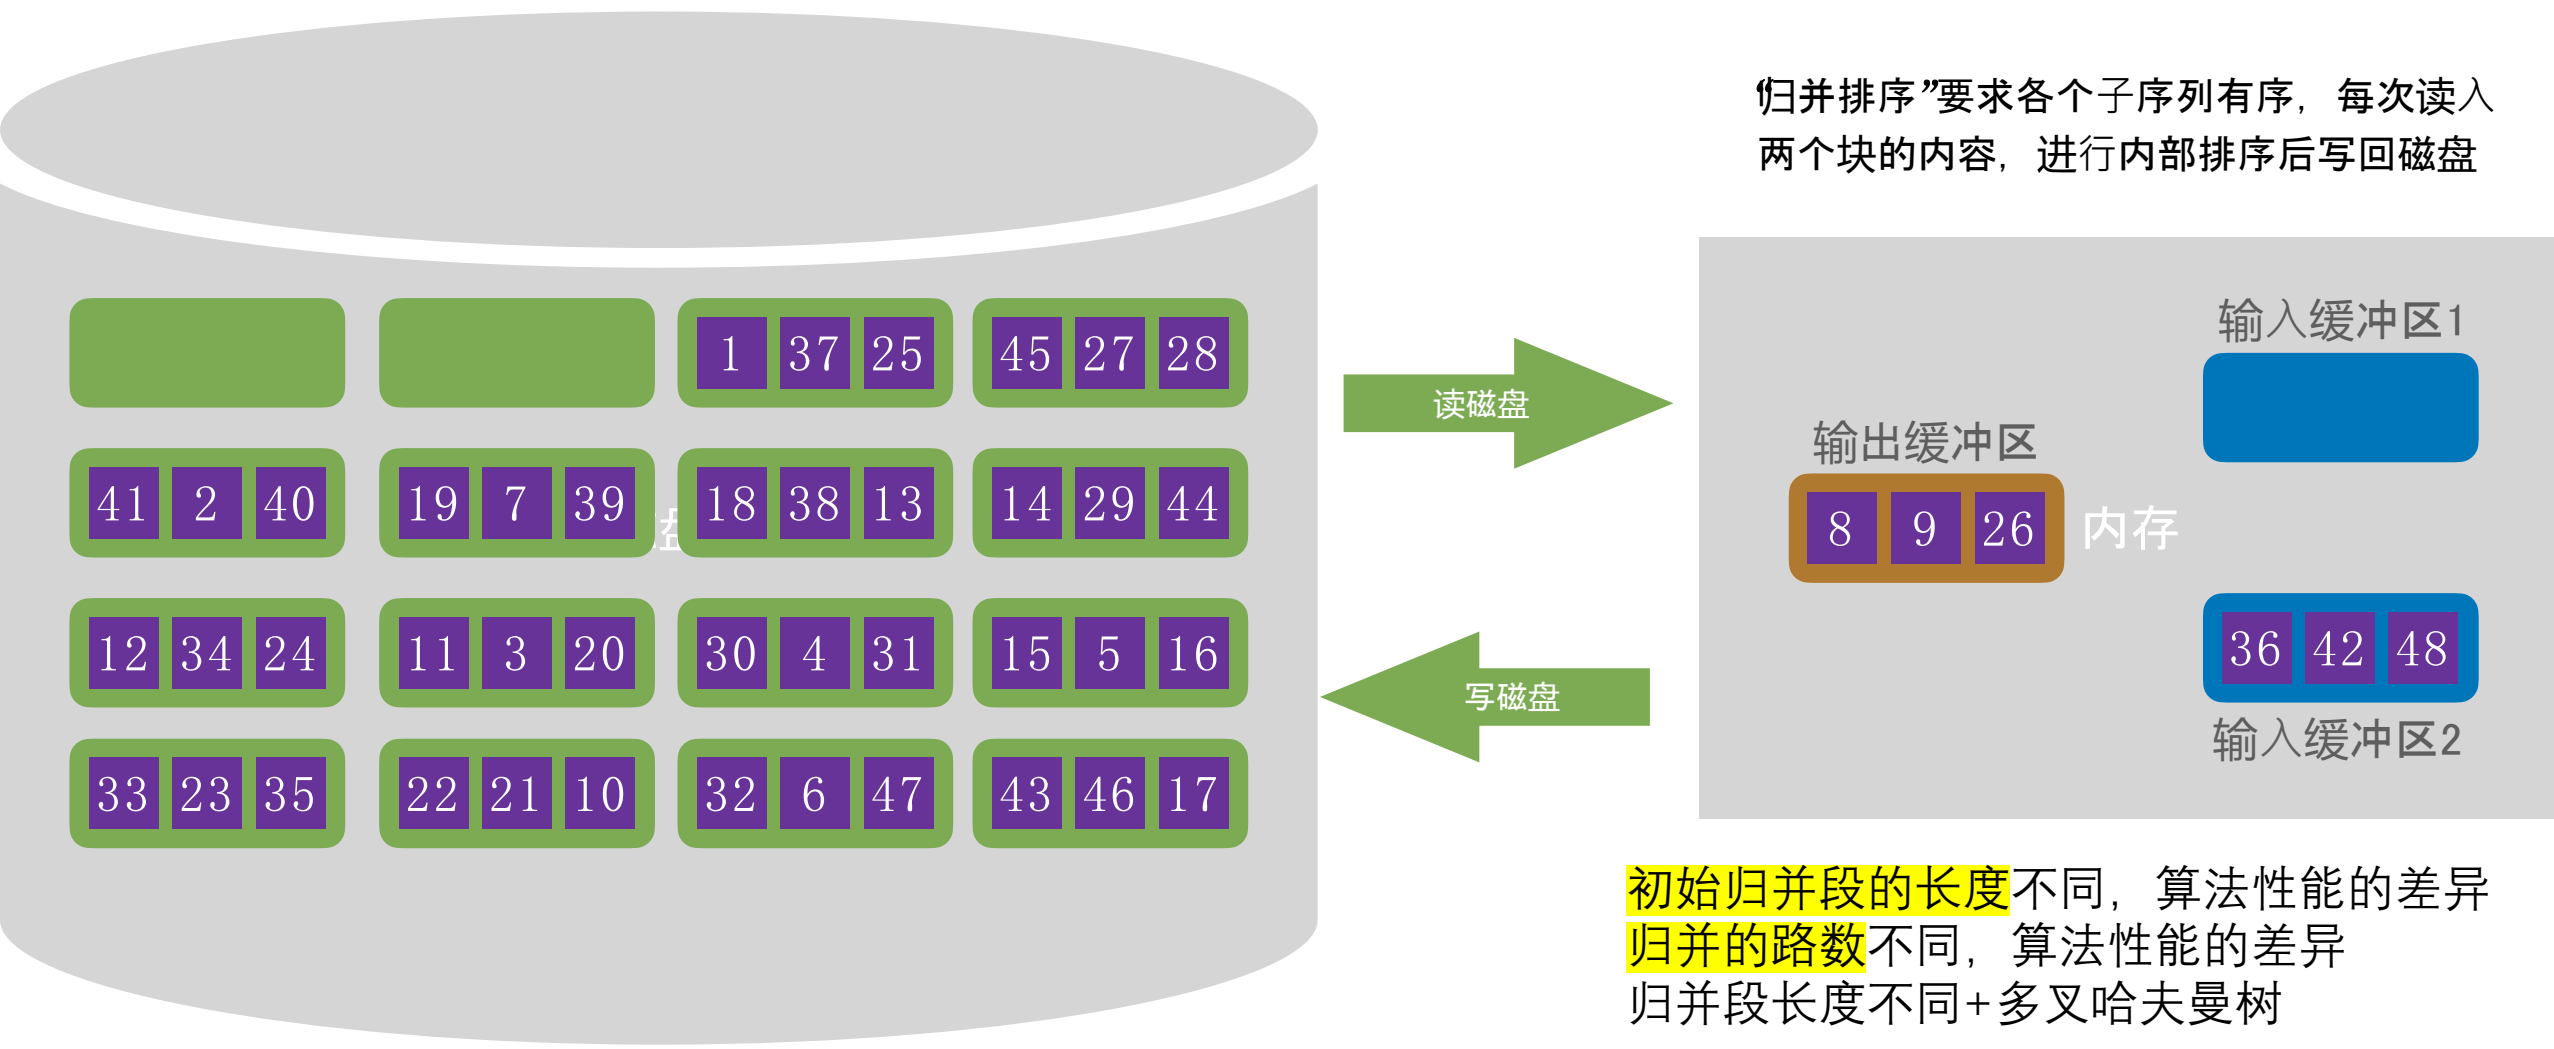 “归并排序”要求各个子序列有序，每次读入
两个块的内容，进行内部排序后写回磁盘
1 37 25 45 27 28
41 2 40 19 7 39 18 38 13 14 29 44
12 34 24 11 3 20 30 4 31 15 5 16
33 23 35 22 21 10 32 6 47 43 46 17
读磁盘
写磁盘
输入缓冲区1
输出缓冲区
8 9 26
内存
36 42 48
输入缓冲区2
初始归并段的长度不同，算法性能的差异
归并的路数不同，算法性能的差异
归并段长度不同+多叉哈夫曼树